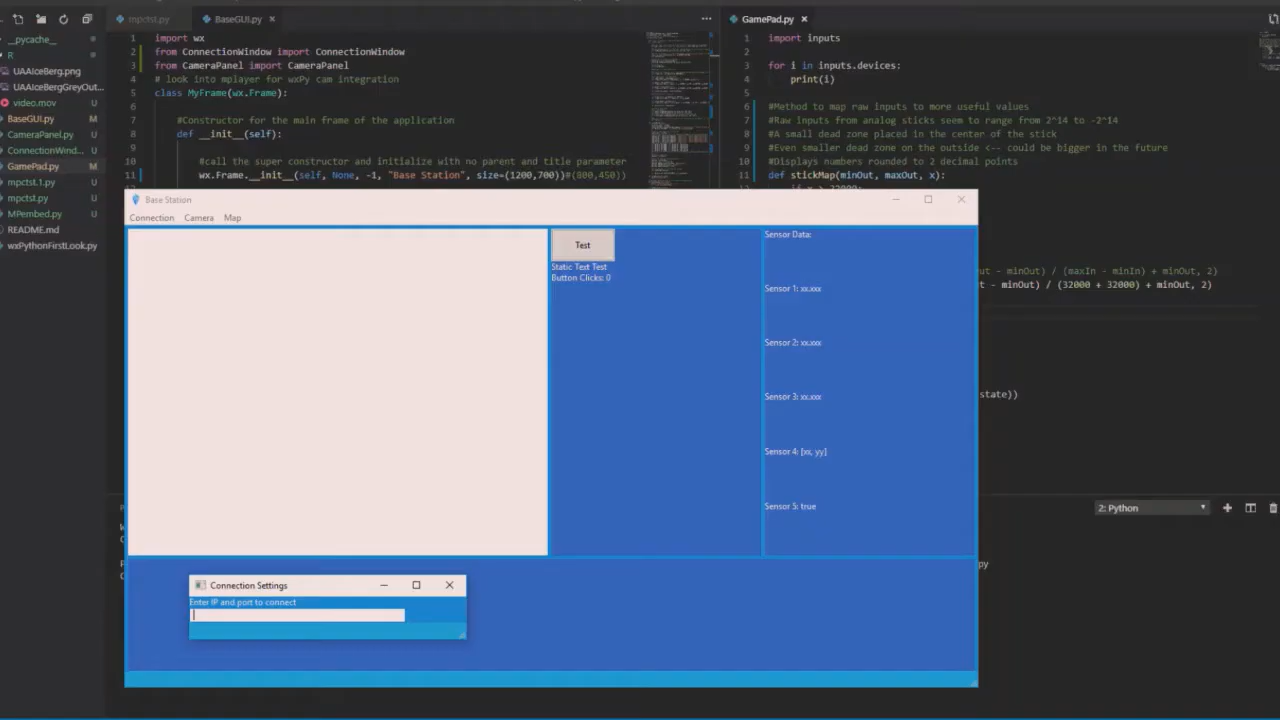 mpctst.py
BaseGUI.py
GamePad.py
__pycache__
R
UAAIceBerg.png
UAAIceBergGreyOut...
video.mov U
BaseGUI.py M
CameraPanel.py U
ConnectionWind... U
GamePad.py M
mpctst.1.py U
mpctst.py U
MPembed.py U
README.md
wxPythonFirstLook.py
1 import wx
2 from ConnectionWindow import ConnectionWindow
3 from CameraPanel import CameraPanel
4 # look into mplayer for wxPy cam integration
5 class MyFrame(wx.Frame):
6
7 #Constructor for the main frame of the application
8 def __init__(self):
9
10 #call the super constructor and initialize with no parent and title parameter
11 wx.Frame.__init__(self, None, -1, "Base Station", size=(1200,700))#(800,450))
1 import inputs
2
3 for i in inputs.devices:
4 print(i)
5
6 #Method to map raw inputs to more useful values
7 #Raw inputs from analog sticks seem to range from 2^14 to -2^14
8 #A small dead zone placed in the center of the stick
9 #Even smaller dead zone on the outside <-- could be bigger in the future
10 #Displays numbers rounded to 2 decimal points
11 def stickMap(minOut, maxOut, x):
ut - minOut) / (maxIn - minIn) + minOut, 2)
t - minOut) / (32000 + 32000) + minOut, 2)
state))
2: Python
py
Base Station
Connection Camera Map
Test
Static Text Test
Button Clicks: 0
Sensor Data:
Sensor 1: xx.xxx
Sensor 2: xx.xxx
Sensor 3: xx.xxx
Sensor 4: [xx, yy]
Sensor 5: true
Connection Settings
Enter IP and port to connect